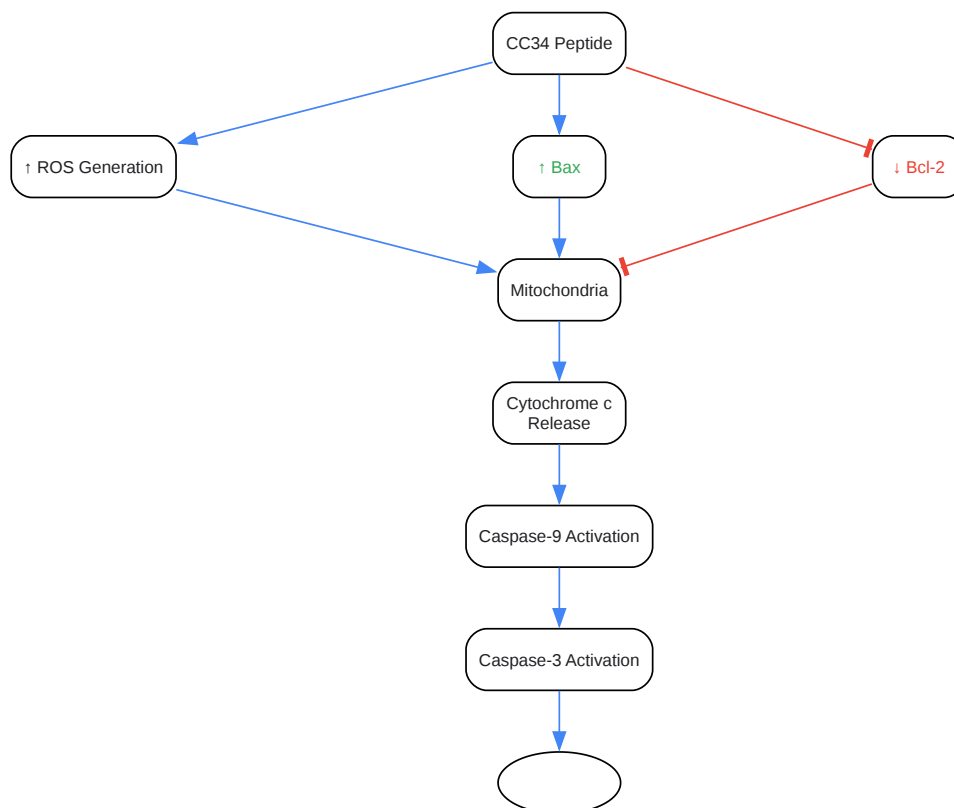 CC34 Peptide
↑ ROS Generation
↑ Bax
↓ Bcl-2
Mitochondria
Cytochrome c
Release
Caspase-9 Activation
Caspase-3 Activation